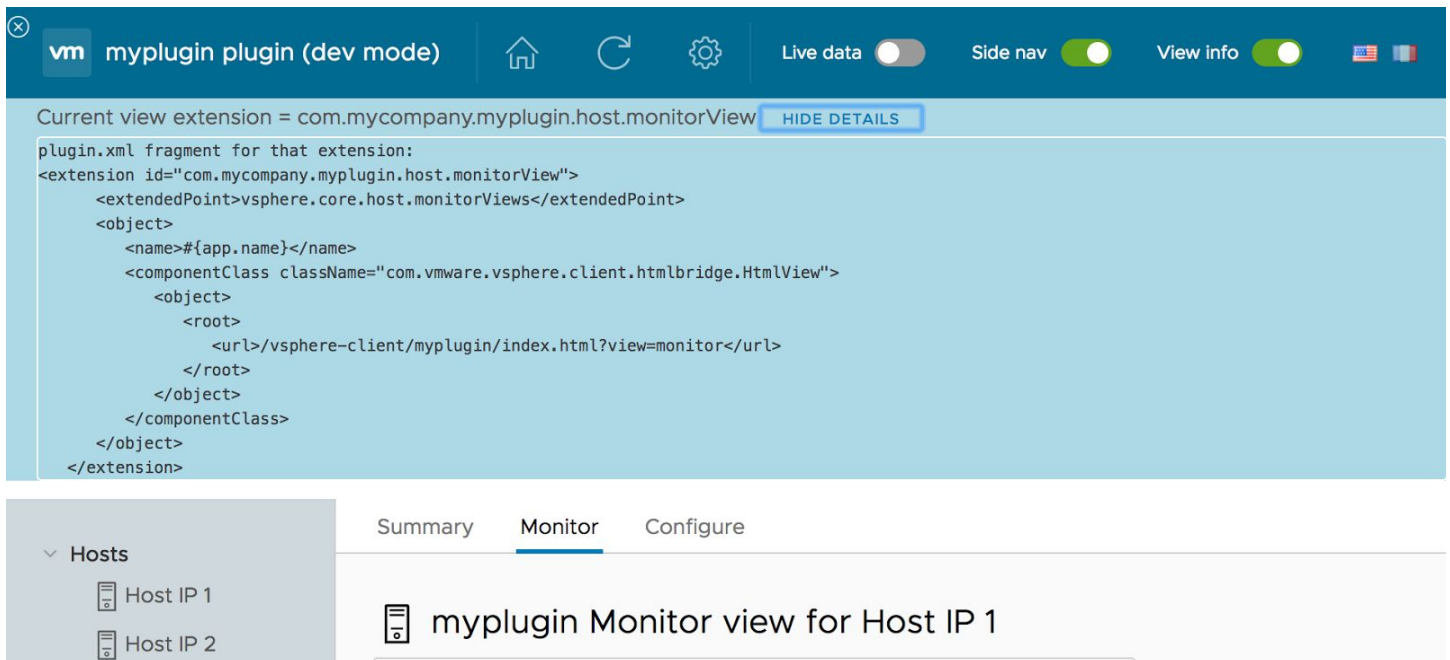 vm myplugin plugin (dev mode) Live data Side nav View info
Current view extension = com.mycompany.myplugin.host.monitorView HIDE DETAILS
plugin.xml fragment for that extension:
<extension id="com.mycompany.myplugin.host.monitorView">
<extendedPoint>vsphere.core.host.monitorViews</extendedPoint>
<object>
<name>#{app.name}</name>
<componentClass className="com.vmware.vsphere.client.htmlbridge.HtmlView">
<object>
<root>
<url>/vsphere-client/myplugin/index.html?view=monitor</url>
</root>
</object>
</componentClass>
</object>
</extension>
Summary Monitor Configure
Hosts
Host IP 1
Host IP 2
myplugin Monitor view for Host IP 1